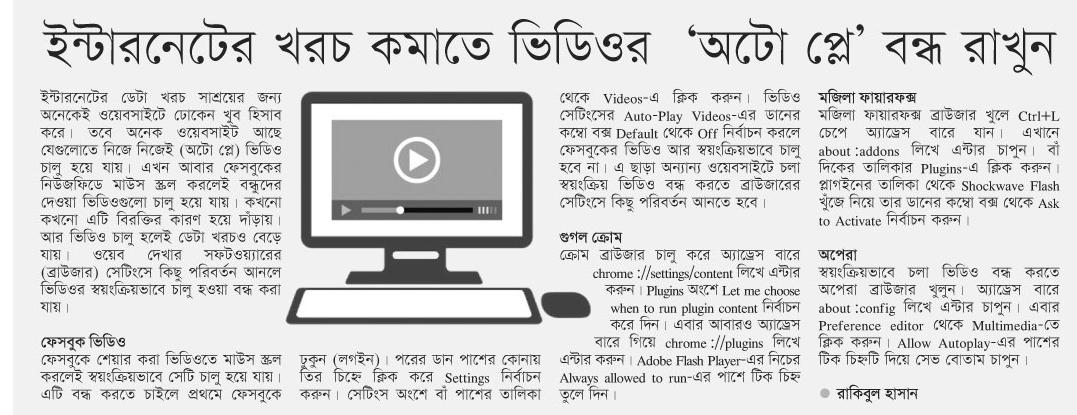 ইন্টারনেটের খরচ কমাতে ভিডিওর ‘অটো প্লে’ বন্ধ রাখুন
ইন্টারনেটের ডেটা খরচ সাশ্রয়ের জন্য
অনেকেই ওয়েবসাইটে ঢোকেন খুব হিসাব
করে। তবে অনেক ওয়েবসাইট আছে
যেগুলোতে নিজে নিজেই (অটো প্লে) ভিডিও
চালু হয়ে যায়। এখন আবার ফেসবুকের
নিউজফিডে মাউস স্ক্রল করলেই বন্ধুদের
দেওয়া ভিডিওগুলো চালু হয়ে যায়। কখনো
কখনো এটি বিরক্তির কারণ হয়ে দাঁড়ায়।
আর ভিডিও চালু হলেই ডেটা খরচও বেড়ে
যায়। ওয়েব দেখার সফটওয়্যারের
(ব্রাউজার) সেটিংসে কিছু পরিবর্তন আনলে
ভিডিওর স্বয়ংক্রিয়ভাবে চালু হওয়া বন্ধ করা
যায়।
ফেসবুক ভিডিও
ফেসবুকে শেয়ার করা ভিডিওতে মাউস স্ক্রল
করলেই স্বয়ংক্রিয়ভাবে সেটি চালু হয়ে যায়।
এটি বন্ধ করতে চাইলে প্রথমে ফেসবুকে
ঢুকুন (লগইন)। পরের ডান পাশের কোনায়
তির চিহ্নে ক্লিক করে Settings নির্বাচন
করুন। সেটিংস অংশে বাঁ পাশের তালিকা
থেকে Videos-এ ক্লিক করুন। ভিডিও
সেটিংসের Auto-Play Videos-এর ডানের
কম্বো বক্স Default থেকে Off নির্বাচন করলে
ফেসবুকের ভিডিও আর স্বয়ংক্রিয়ভাবে চালু
হবে না। এ ছাড়া অন্যান্য ওয়েবসাইটে চলা
স্বয়ংক্রিয় ভিডিও বন্ধ করতে ব্রাউজারের
সেটিংসে কিছু পরিবর্তন আনতে হবে।
গুগল ক্রোম
ক্রোম ব্রাউজার চালু করে অ্যাড্রেস বারে
chrome ://settings/content লিখে এন্টার
করুন। Plugins অংশে Let me choose
when to run plugin content নির্বাচন
করে দিন। এবার আবারও অ্যাড্রেস
বারে গিয়ে chrome ://plugins লিখে
এন্টার করুন। Adobe Flash Player-এর নিচের
Always allowed to run-এর পাশে টিক চিহ্ন
তুলে দিন।
মজিলা ফায়ারফক্স
মজিলা ফায়ারফক্স ব্রাউজার খুলে Ctrl+L
চেপে অ্যাড্রেস বারে যান। এখানে
about :addons লিখে এন্টার চাপুন। বাঁ
দিকের তালিকার Plugins-এ ক্লিক করুন।
প্লাগইনের তালিকা থেকে Shockwave Flash
খুঁজে নিয়ে তার ডানের কম্বো বক্স থেকে Ask
to Activate নির্বাচন করুন।
অপেরা
স্বয়ংক্রিয়ভাবে চলা ভিডিও বন্ধ করতে
অপেরা ব্রাউজার খুলুন। অ্যাড্রেস বারে
about :config লিখে এন্টার চাপুন। এবার
Preference editor থেকে Multimedia-তে
ক্লিক করুন। Allow Autoplay-এর পাশের
টিক চিহ্নটি দিয়ে সেভ বোতাম চাপুন।
রাকিবুল হাসান